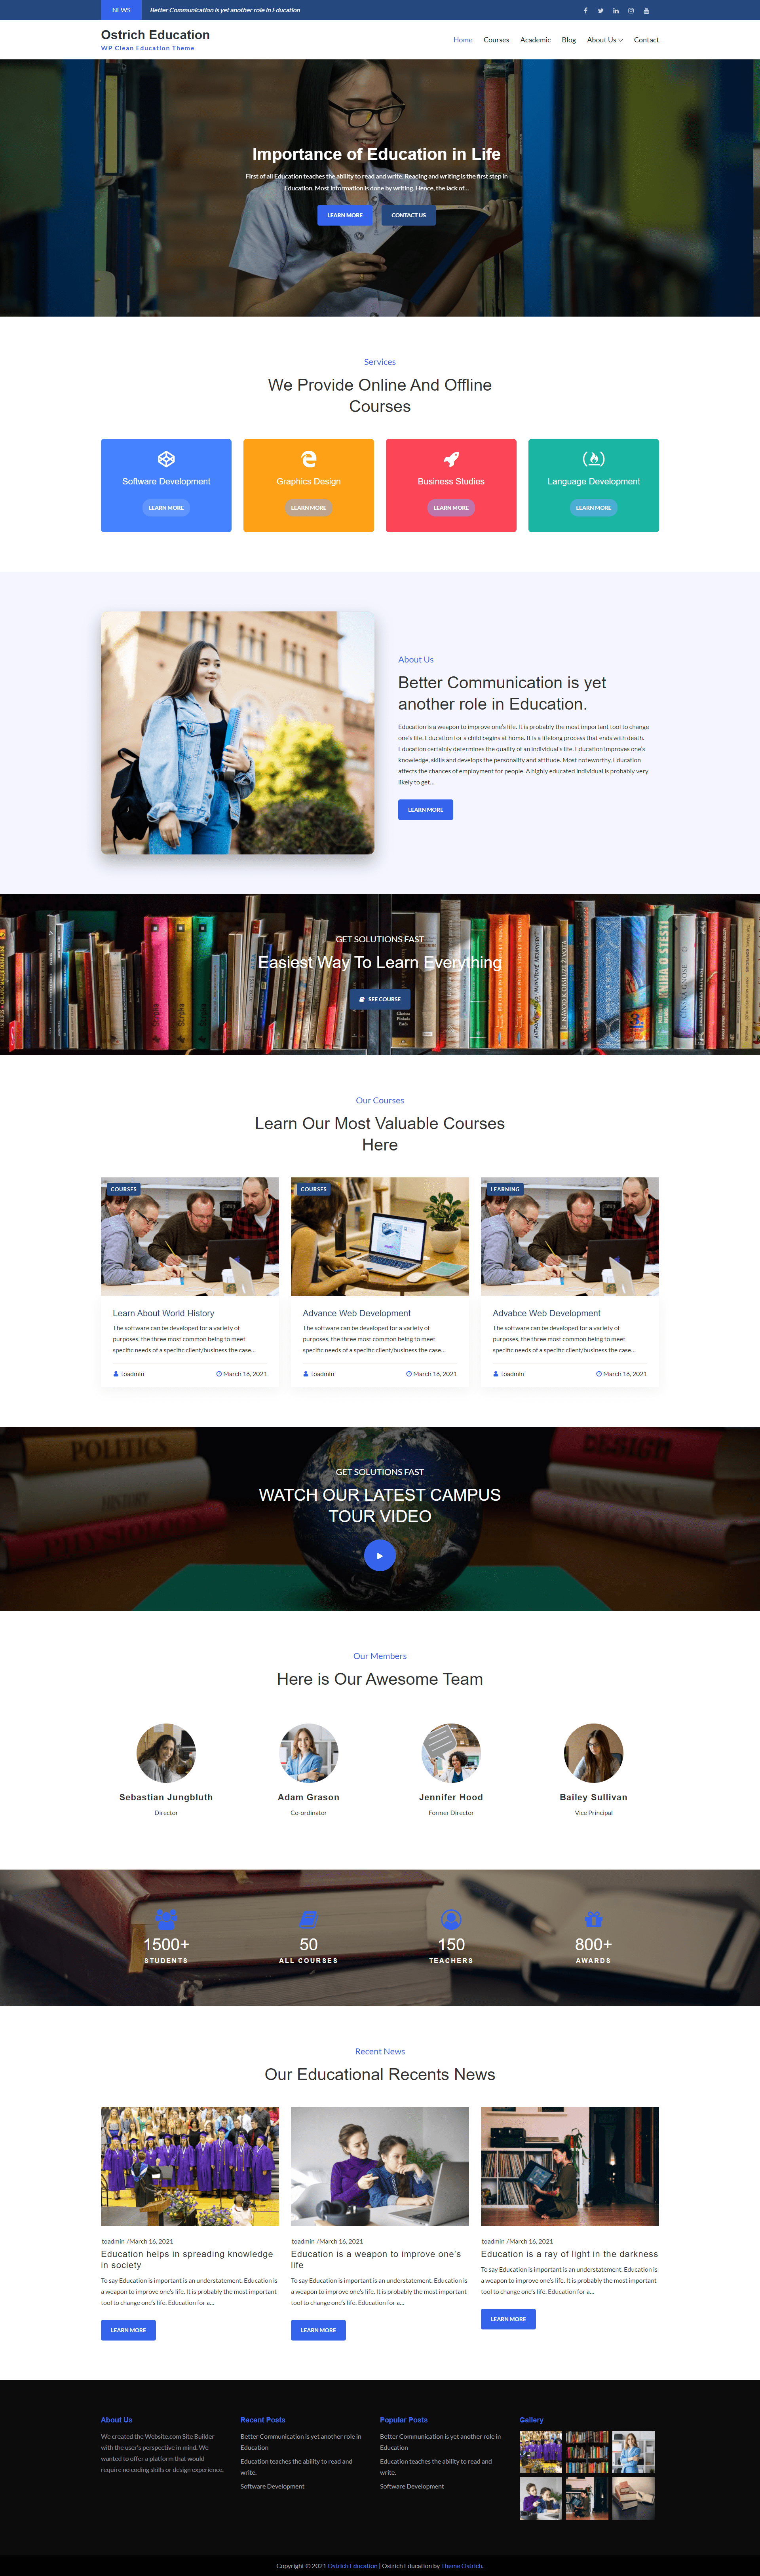 NEWS Better Communication is yet another role in Education
Ostrich Education
WP Clean Education Theme
Home Courses Academic Blog About Us Contact
Importance of Education in Life
First of all Education teaches the ability to read and write. Reading and writing is the first step in
Education. Most information is done by writing. Hence, the lack of...
LEARN MORE CONTACT US
Services
We Provide Online And Offline
Courses
Software Development Graphics Design Business Studies Language Development
LEARN MORE LEARN MORE LEARN MORE LEARN MORE
About Us
Better Communication is yet
another role in Education.
Education is a weapon to improve one's life. It is probably the most important tool to change
one's life. Education for a child begins at home. It is a lifelong process that ends with death.
Education certainly determines the quality of an individual's life. Education improves one's
knowledge, skills and develops the personality and attitude. Most noteworthy, Education
affects the chances of employment for people. A highly educated individual is probably very
likely to get...
LEARN MORE
GET SOLUTIONS FAST
Easiest Way To Learn Everything
SEE COURSE
Our Courses
Learn Our Most Valuable Courses
Here
COURSES COURSES LEARNING
Learn About World History
The software can be developed for a variety of
purposes, the three most common being to meet
specific needs of a specific client/business the case...
toadmin March 16, 2021
Advance Web Development
The software can be developed for a variety of
purposes, the three most common being to meet
specific needs of a specific client/business the case...
toadmin March 16, 2021
Advabce Web Development
The software can be developed for a variety of
purposes, the three most common being to meet
specific needs of a specific client/business the case...
toadmin March 16, 2021
POLITICS DESIGN
GET SOLUTIONS FAST
WATCH OUR LATEST CAMPUS
TOUR VIDEO
Our Members
Here is Our Awesome Team
Sebastian Jungbluth Adam Grason Jennifer Hood Bailey Sullivan
Director Co-ordinator Former Director Vice Principal
1500+ 50 150 800+
STUDENTS ALL COURSES TEACHERS AWARDS
Recent News
Our Educational Recents News
toadmin /March 16, 2021
Education helps in spreading knowledge
in society
To say Education is important is an understatement. Education is
a weapon to improve one's life. It is probably the most important
tool to change one's life. Education for a...
LEARN MORE
toadmin /March 16, 2021
Education is a weapon to improve one's
life
To say Education is important is an understatement. Education is
a weapon to improve one's life. It is probably the most important
tool to change one's life. Education for a...
LEARN MORE
toadmin /March 16, 2021
Education is a ray of light in the darkness
To say Education is important is an understatement. Education is
a weapon to improve one's life. It is probably the most important
tool to change one's life. Education for a...
LEARN MORE
About Us
We created the Website.com Site Builder
with the user's perspective in mind. We
wanted to offer a platform that would
require no coding skills or design experience.
Recent Posts
Better Communication is yet another role in
Education
Education teaches the ability to read and
write.
Software Development
Popular Posts
Better Communication is yet another role in
Education
Education teaches the ability to read and
write.
Software Development
Gallery
Copyright © 2021 Ostrich Education | Ostrich Education by Theme Ostrich.